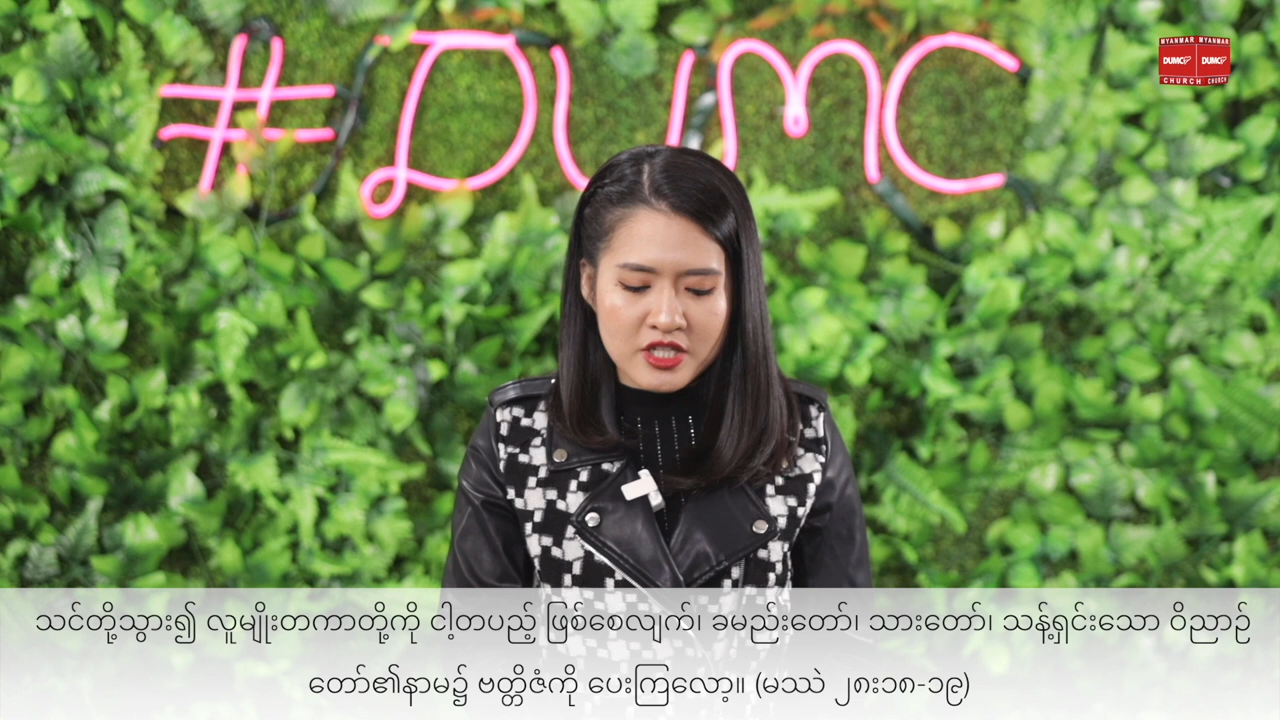 #DUMC
MYANMAR MYANMAR
DUMC DUMC
CHURCH CHURCH
သင်တို့သွား၍ လူမျိုးတကာတို့ကို ငါ့တပည့် ဖြစ်စေလျက်၊ ခမည်းတော်၊ သားတော်၊ သန့်ရှင်းသော ဝိညာဉ်
တော်၏နာမ၌ ဗတ္တိဇံကို ပေးကြလော့။ (မဿဲ ၂၈း၁၈-၁၉)